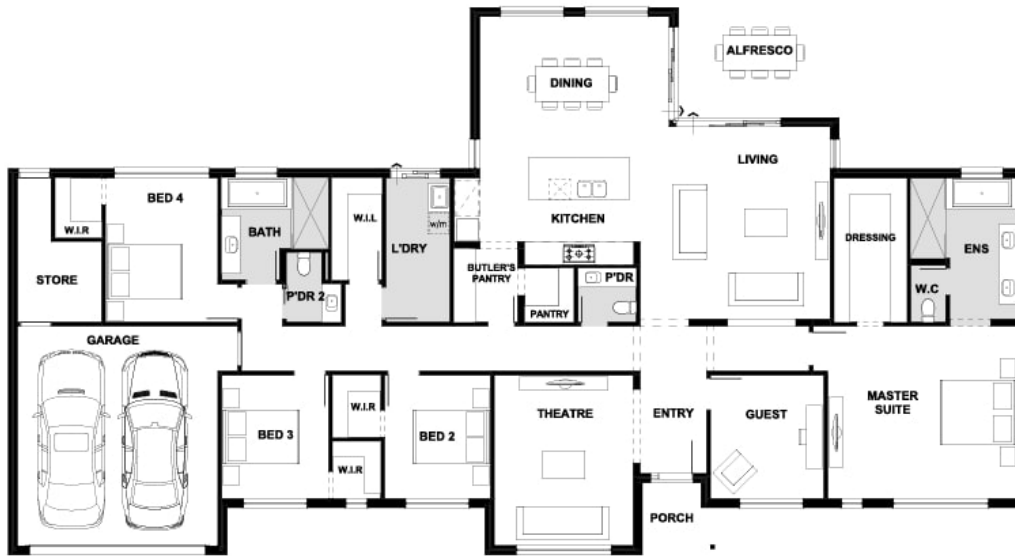 ALFRESCO
DINING
LIVING
BED 4
W.I.R
BATH
W.I.L
w/m
L'DRY
KITCHEN
DRESSING
ENS
STORE
P'DR 2
BUTLER'S
PANTRY
P'DR
W.C
PANTRY
GARAGE
MASTER
SUITE
W.I.R
THEATRE
ENTRY
GUEST
BED 3
BED 2
W.I.R
PORCH